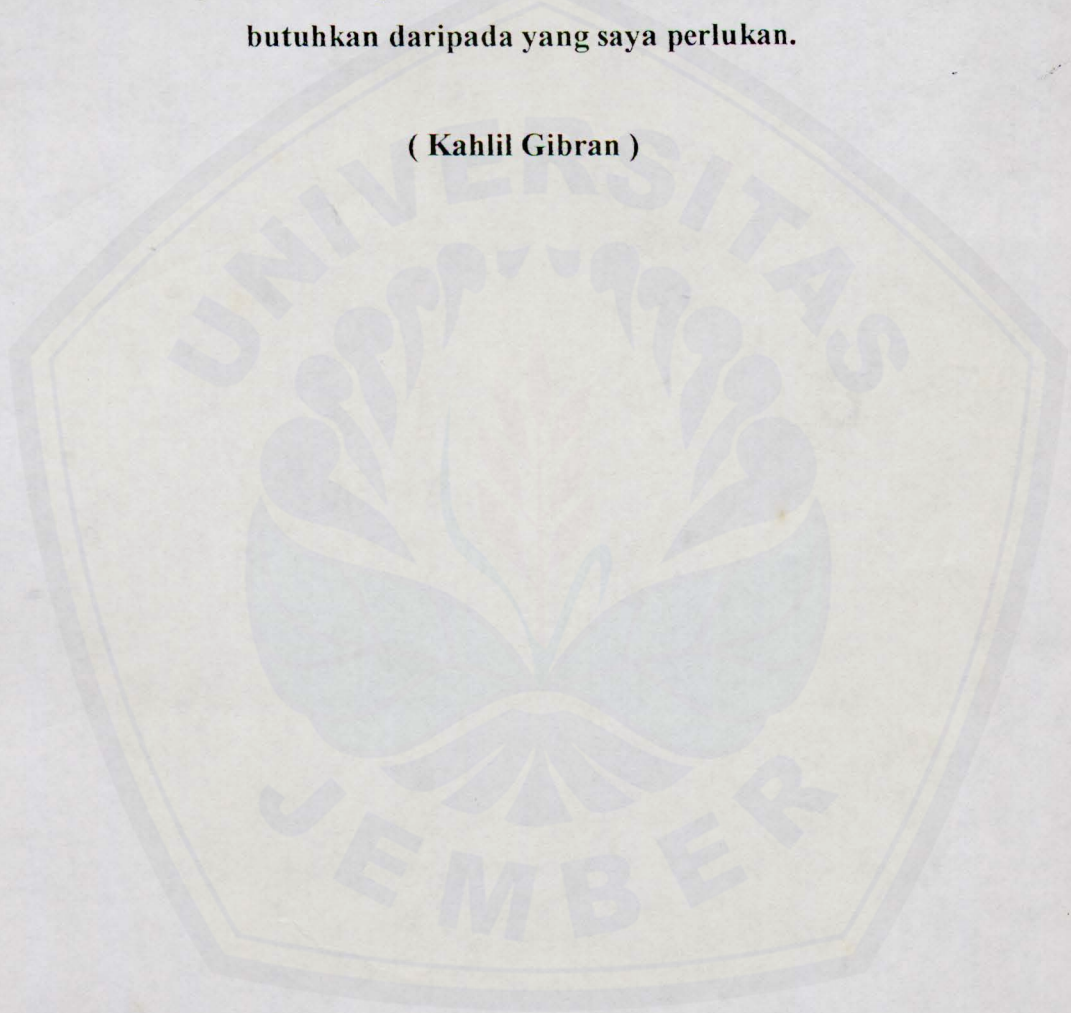 butuhkan daripada yang saya perlukan.
( Kahlil Gibran )
UNIVERSITAS
JEMBER